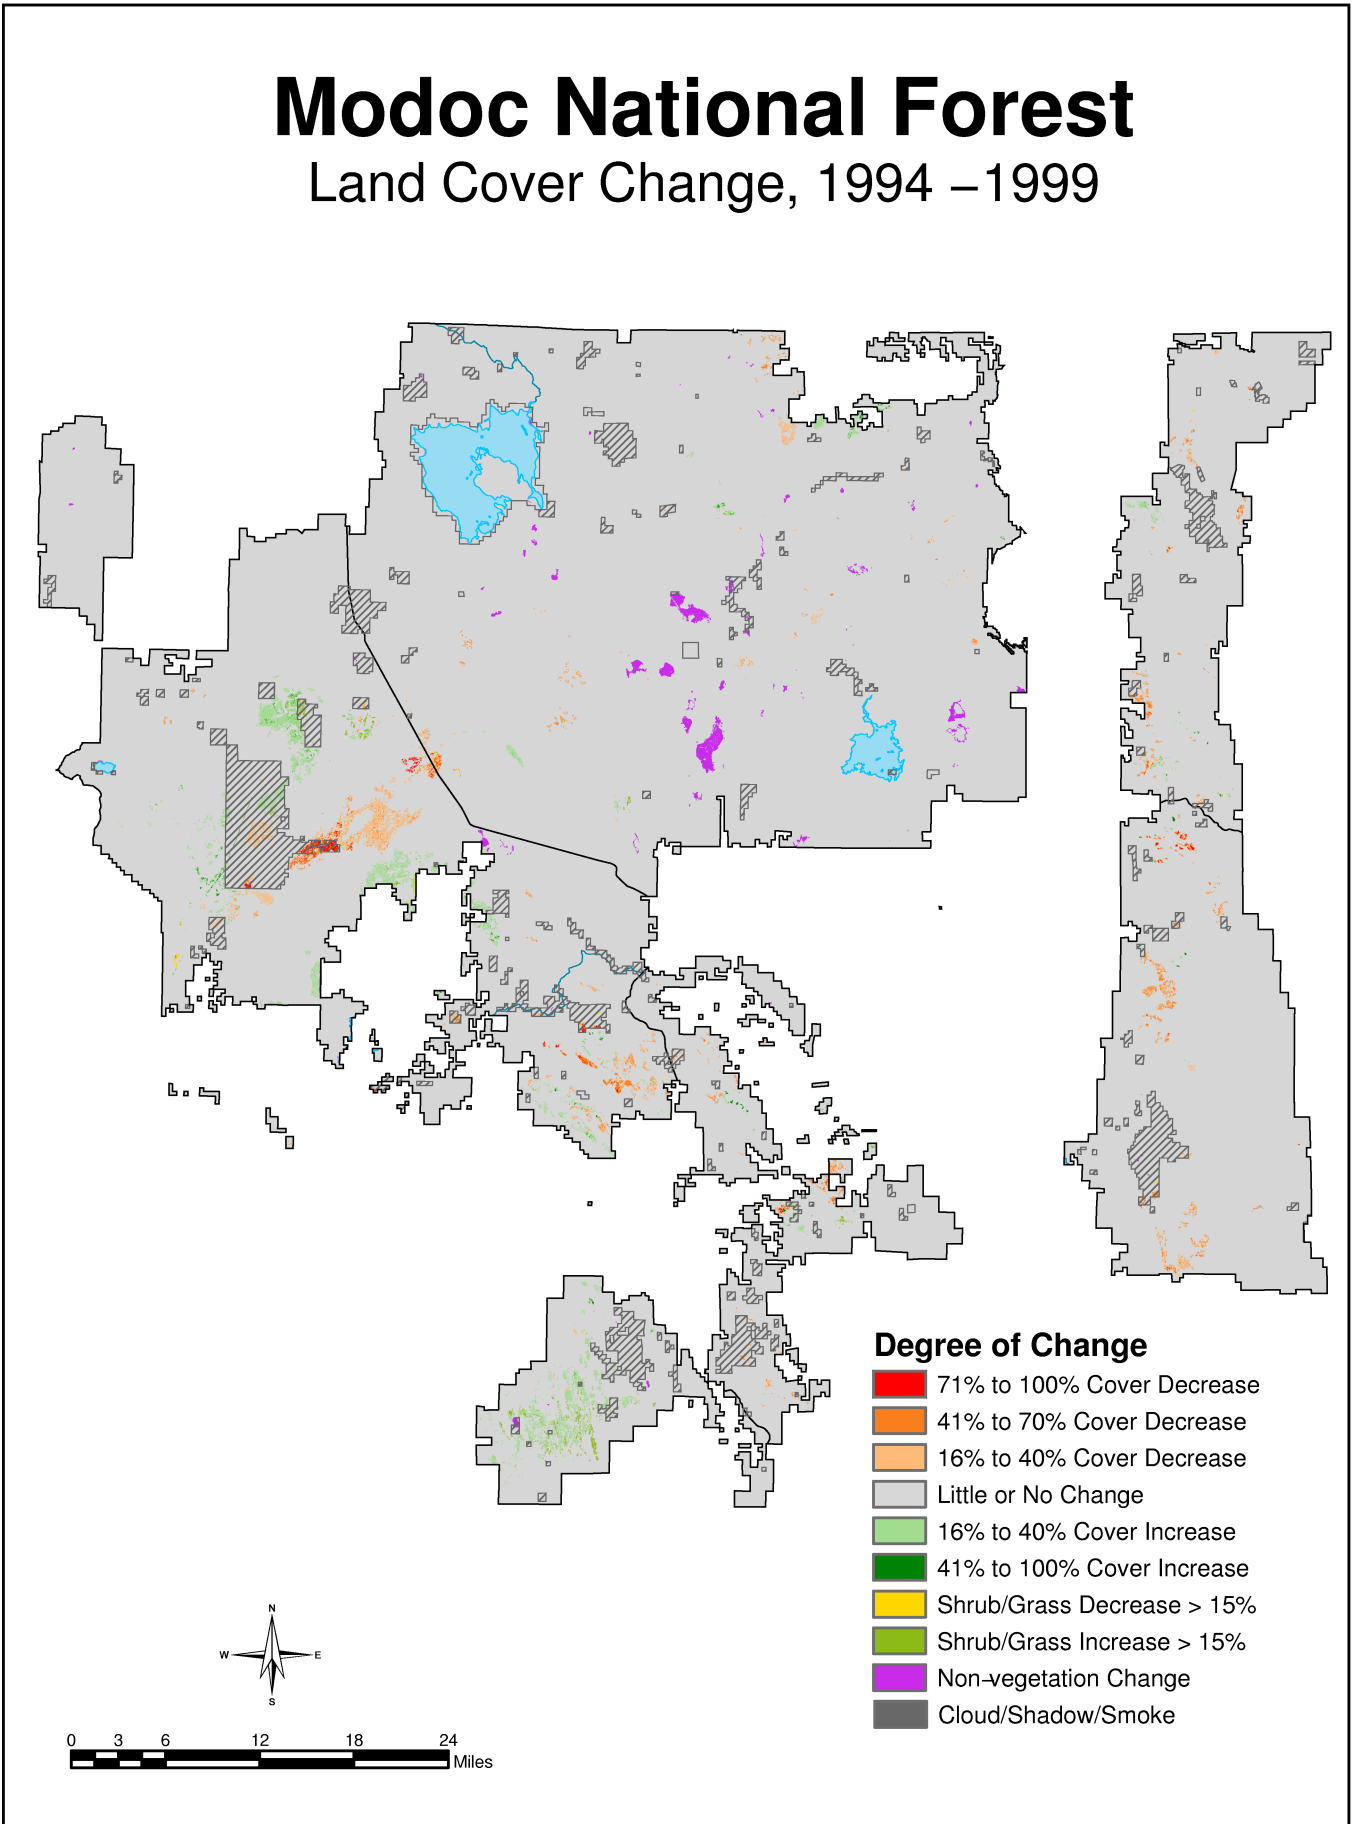 Modoc National Forest
Land Cover Change, 1994 –1999
Degree of Change
71% to 100% Cover Decrease
41% to 70% Cover Decrease
16% to 40% Cover Decrease
Little or No Change
16% to 40% Cover Increase
41% to 100% Cover Increase
Shrub/Grass Decrease > 15%
Shrub/Grass Increase > 15%
Non–vegetation Change
Cloud/Shadow/Smoke
N
W E
S
0 3 6 12 18 24
Miles